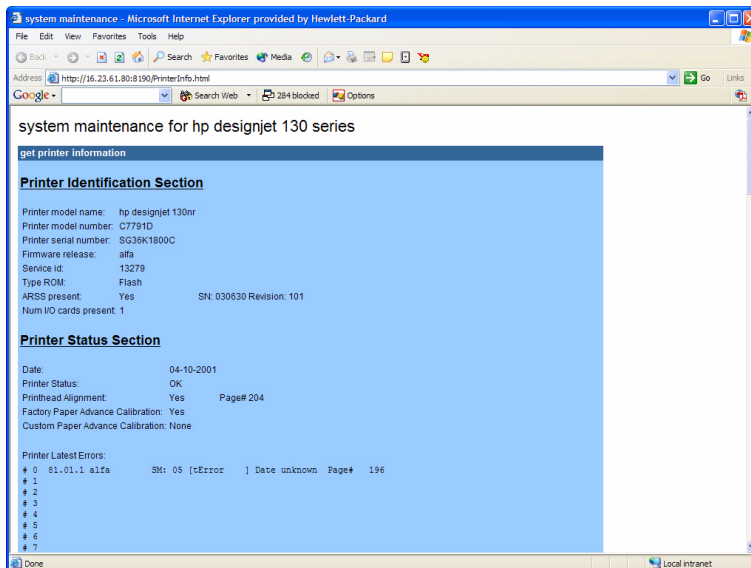 system maintenance - Microsoft Internet Explorer provided by Hewlett-Packard
File Edit View Favorites Tools Help
Back Search Favorites Media
Address http://16.23.61.80:8190/PrinterInfo.html Go Links
Google Search Web 284 blocked Options
system maintenance for hp designjet 130 series
get printer information
Printer Identification Section
Printer model name: hp designjet 130nr
Printer model number: C7791D
Printer serial number: SG36K1800C
Firmware release: alfa
Service id: 13279
Type ROM: Flash
ARSS present: Yes SN: 030630 Revision: 101
Num I/O cards present: 1
Printer Status Section
Date: 04-10-2001
Printer Status: OK
Printhead Alignment: Yes Page# 204
Factory Paper Advance Calibration: Yes
Custom Paper Advance Calibration: None
Printer Latest Errors:
# 0 81.01.1 alfa SM: 05 [tError ] Date unknown Page# 196
# 1
# 2
# 3
# 4
# 5
# 6
# 7
Done Local intranet